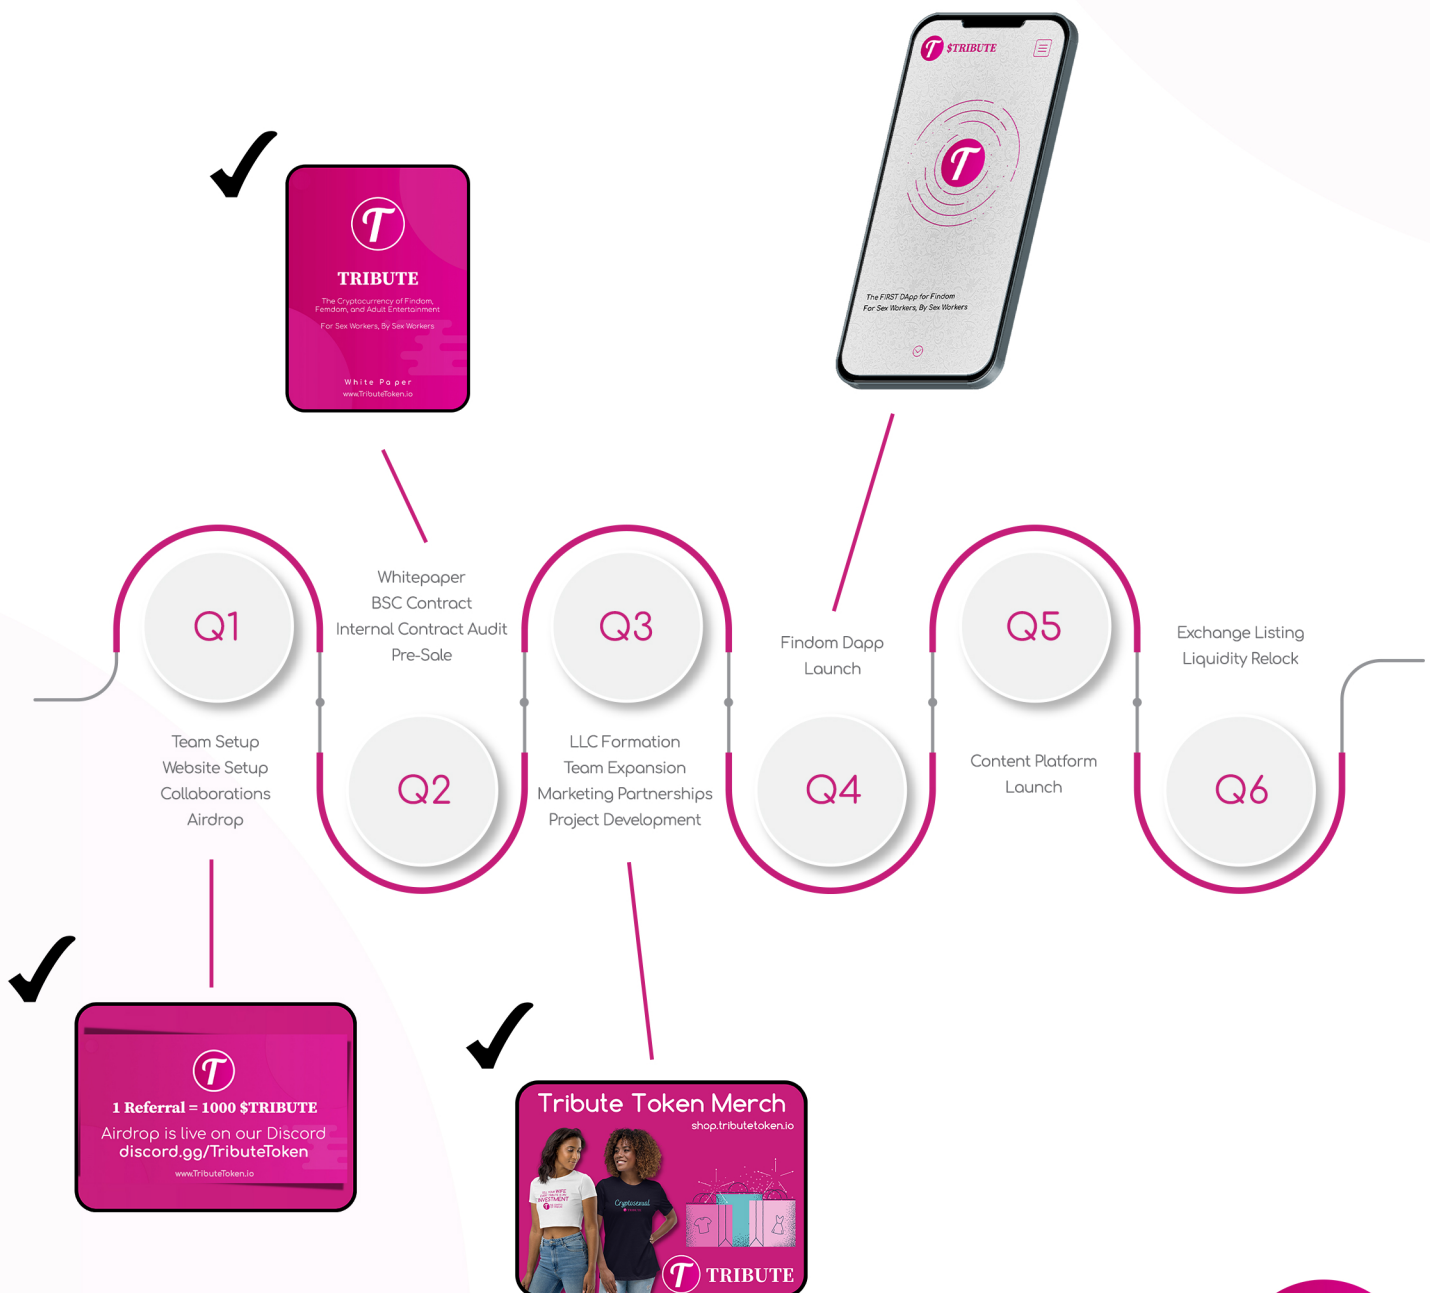 $TRIBUTE
The FIRST DApp for Findom
For Sex Workers, By Sex Workers
TRIBUTE
The Cryptocurrency of Findom,
Femdom, and Adult Entertainment
For Sex Workers, By Sex Workers
White Paper
www.TributeToken.io
Q1
Team Setup
Website Setup
Collaborations
Airdrop
Whitepaper
BSC Contract
Internal Contract Audit
Pre-Sale
Q2
Q3
LLC Formation
Team Expansion
Marketing Partnerships
Project Development
Findom Dapp
Launch
Q4
Q5
Content Platform
Launch
Exchange Listing
Liquidity Relock
Q6
1 Referral = 1000 $TRIBUTE
Airdrop is live on our Discord
discord.gg/TributeToken
www.TributeToken.io
Tribute Token Merch
shop.tributetoken.io
INVESTMENT
Cryptosexual
TRIBUTE